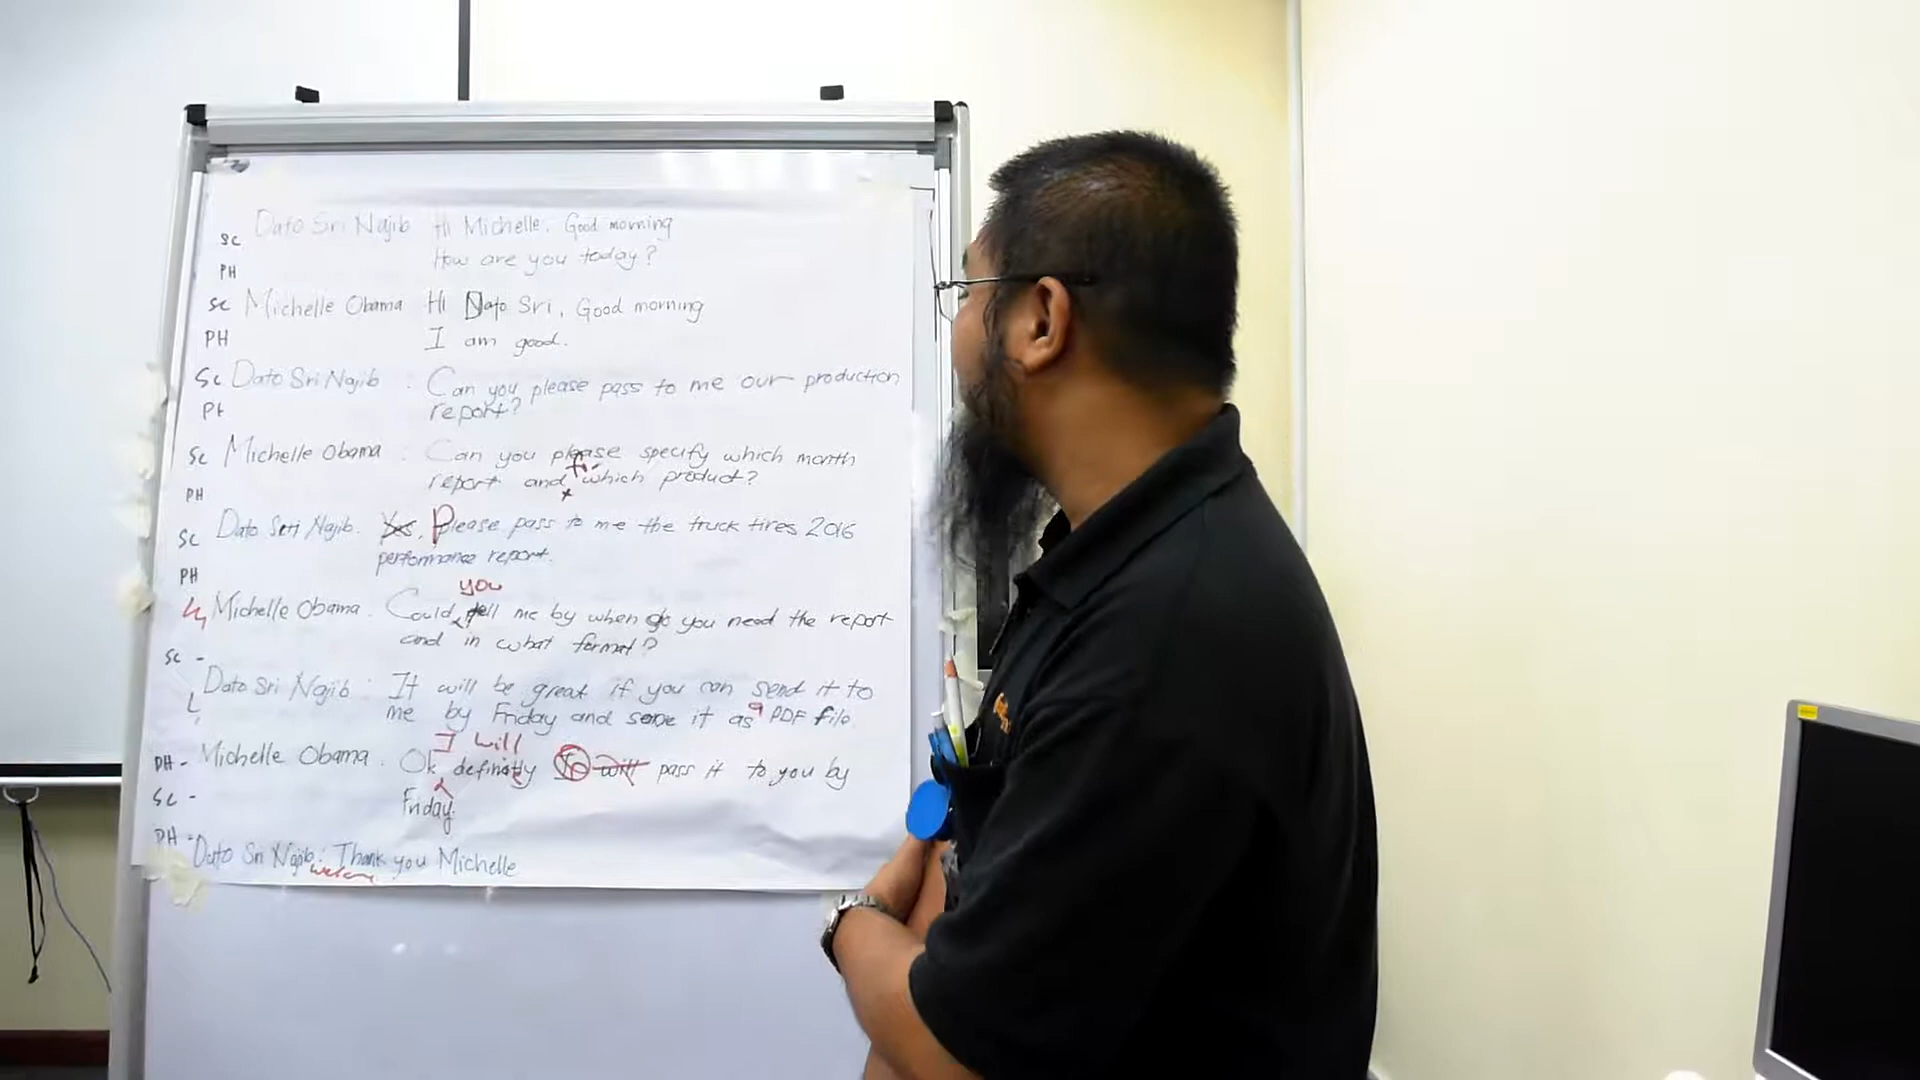 SC Dato Sri Najib Hi Michelle, Good morning
PH How are you today?
SC Michelle Obama Hi Dato Sri, Good morning
PH I am good.
SC Dato Sri Najib : Can you please pass to me our production
PH report?
SC Michelle Obama : Can you please specify which month
PH report and which product?
SC Dato Sri Najib. Yes, Please pass to me the truck tires 2016
PH performance report.
you
Michelle Obama. Could tell me by when do you need the report
and in what format?
SC -
Dato Sri Najib : It will be great if you can send it to
me by Friday and save it as a PDF file.
I will
PH - Michelle Obama. Ok definitely will pass it to you by
SC - Friday.
PH - Dato Sri Najib : Thank you Michelle